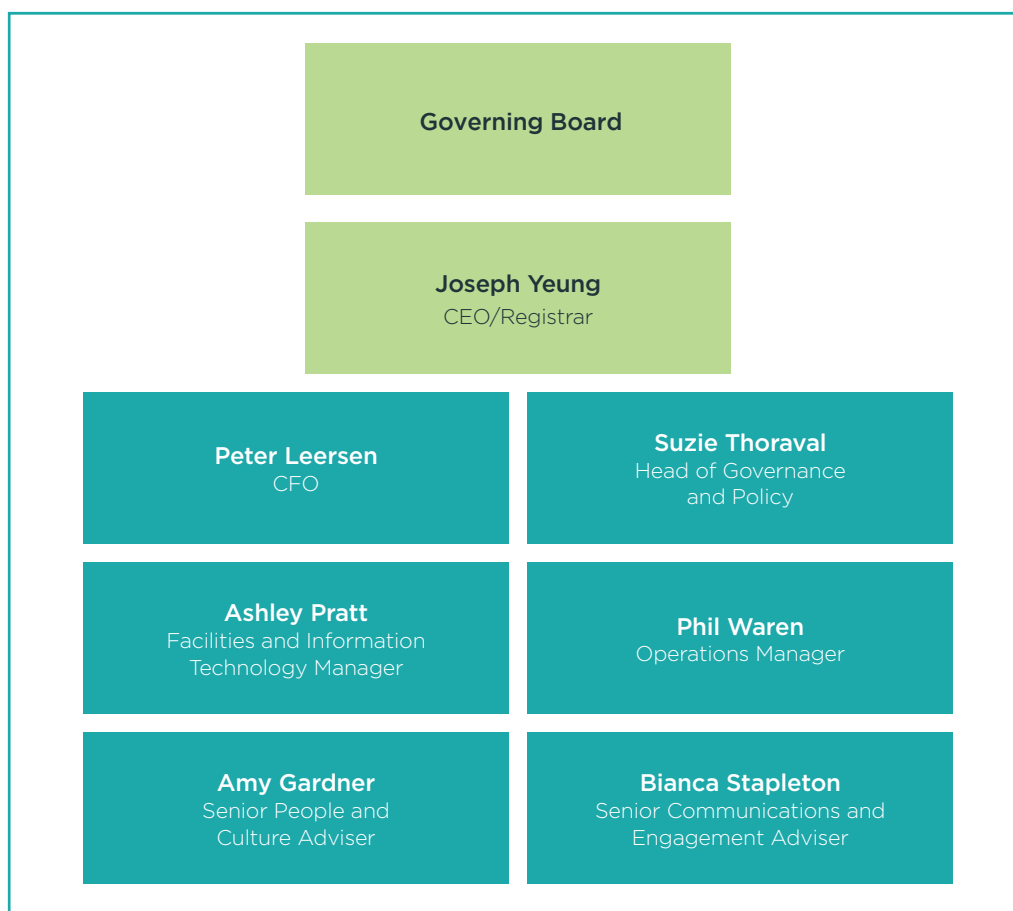 Governing Board
Joseph Yeung
CEO/Registrar
Peter Leersen
CFO
Suzie Thoraval
Head of Governance
and Policy
Ashley Pratt
Facilities and Information
Technology Manager
Phil Waren
Operations Manager
Amy Gardner
Senior People and
Culture Adviser
Bianca Stapleton
Senior Communications and
Engagement Adviser